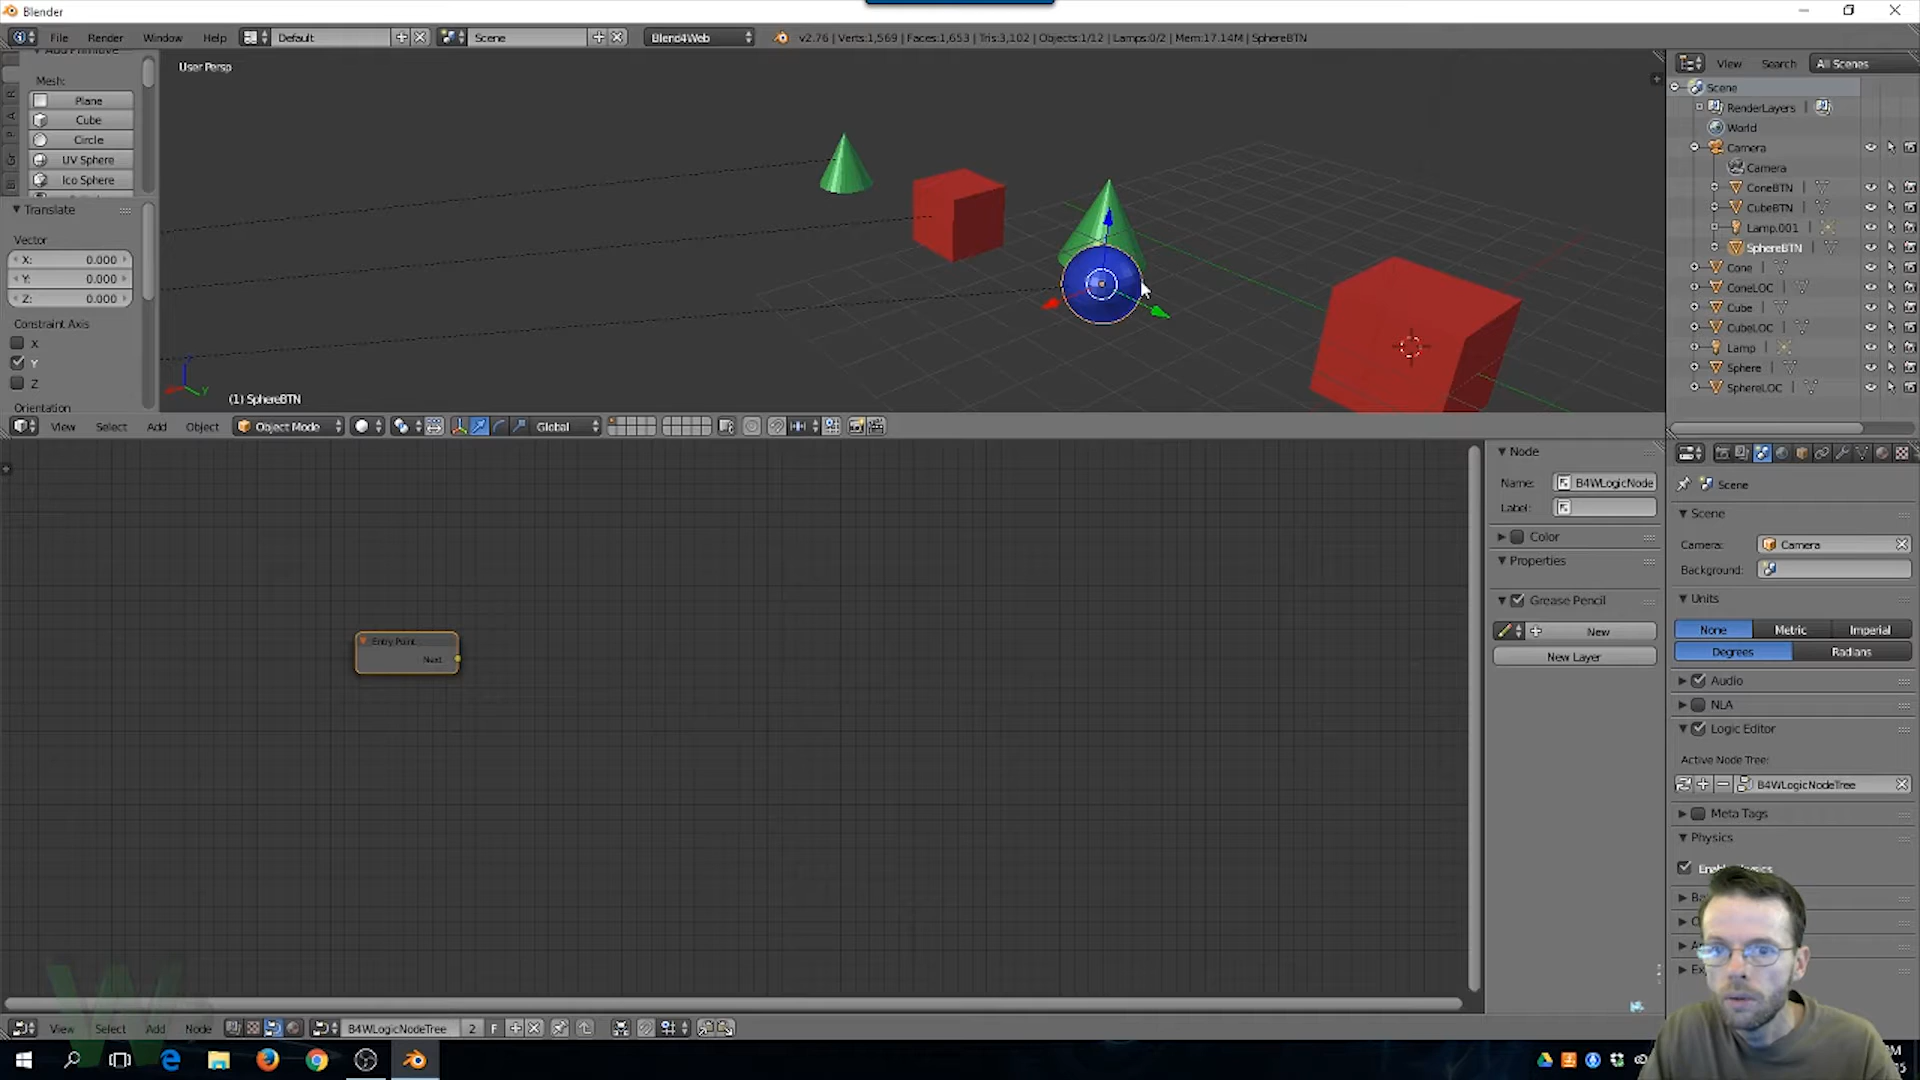 Blender
File Render Window Help Default Scene Blend4Web v2.76 | Verts:1,569 | Faces:1,653 | Tris:3,102 | Objects:1/12 | Lamps:0/2 | Mem:17.14M | SphereBTN
Add Primitive
Mesh:
Plane
Cube
Circle
UV Sphere
Ico Sphere
Translate
Vector
X: 0.000
Y: 0.000
Z: 0.000
Constraint Axis
X
Y
Z
Orientation
User Persp
(1) SphereBTN
View Select Add Object Object Mode Global
View Search All Scenes
Scene
RenderLayers
World
Camera
Camera
ConeBTN
CubeBTN
Lamp.001
SphereBTN
Cone
ConeLOC
Cube
CubeLOC
Lamp
Sphere
SphereLOC
Entry Point
Next
Node
Name: B4WLogicNode
Label:
Color
Properties
Grease Pencil
New
New Layer
Scene
Scene
Camera: Camera
Background:
Units
None Metric Imperial
Degrees Radians
Audio
NLA
Logic Editor
Active Node Tree:
B4WLogicNodeTree
Meta Tags
Physics
View Select Add Node B4WLogicNodeTree 2 F